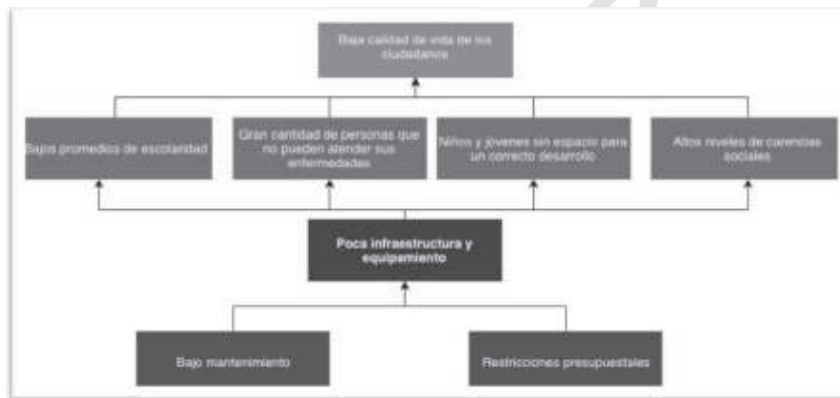 Baja calidad de vida de los
ciudadanos
Bajos promedios de escolaridad
Gran cantidad de personas que
no pueden atender sus
enfermedades
Niños y jóvenes sin espacio para
un correcto desarrollo
Altos niveles de carencias
sociales
Poca infraestructura y
equipamiento
Bajo mantenimiento
Restricciones presupuestales